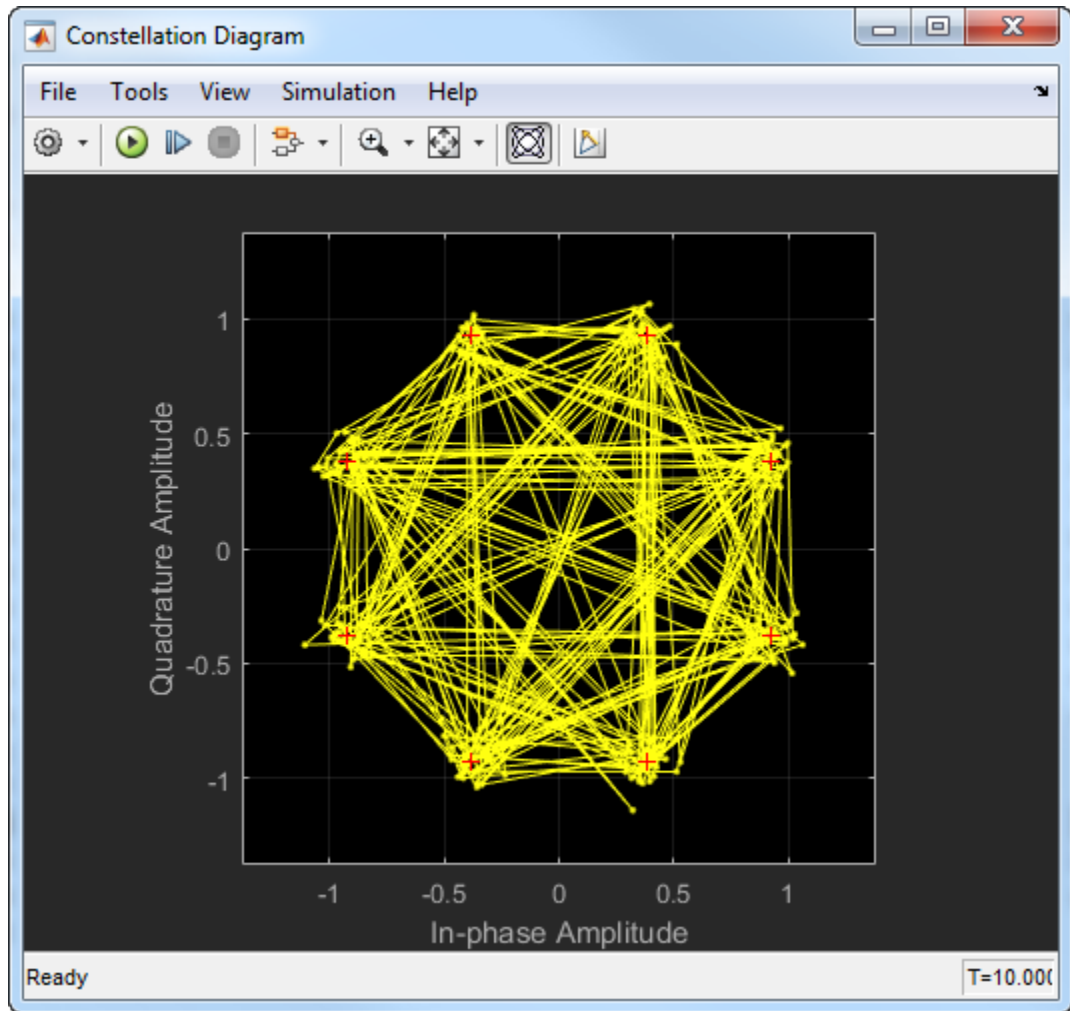 Constellation Diagram
File Tools View Simulation Help
1
0.5
0
-0.5
-1
Quadrature Amplitude
-1 -0.5 0 0.5 1
In-phase Amplitude
Ready T=10.00